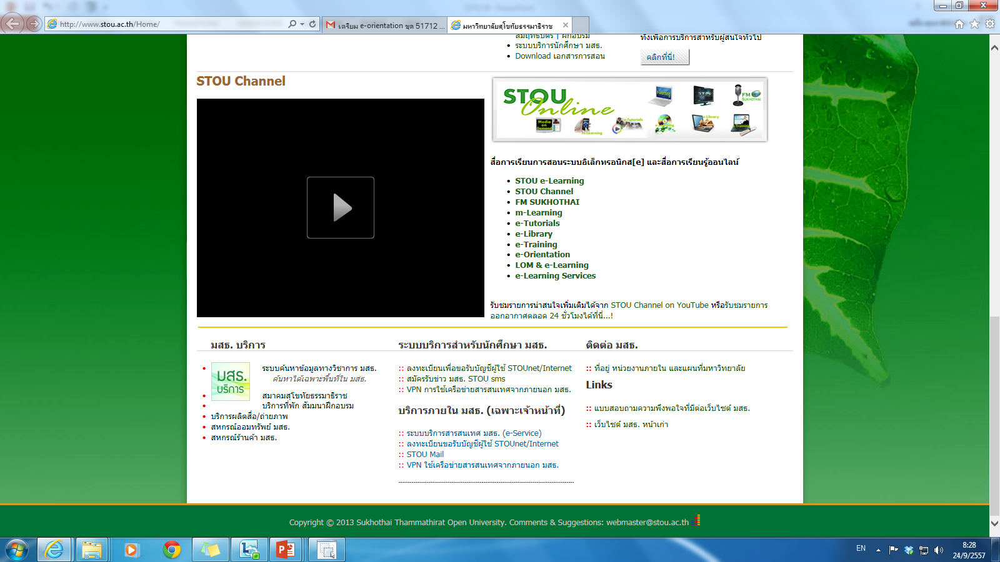 http://www.stou.ac.th/Home/
เตรียม e-orientation ชุด 51712 ...
มหาวิทยาลัยสุโขทัยธรรมาธิราช
สัมฤทธิบัตร | ฝึกอบรม
ระบบบริการนักศึกษา มสธ.
Download เอกสารการสอน
ทั้งเพื่อการบริการสำหรับผู้สนใจทั่วไป
คลิกที่นี่!
STOU Channel
STOU
Online
e-Learning
STOU
FM
SUKHOTHAI
Media
on
Demand
m-Learning
e-Tutorials
e-Library
e-Training
สื่อการเรียนการสอนระบบอิเล็กทรอนิกส์[e] และสื่อการเรียนรู้ออนไลน์
STOU e-Learning
STOU Channel
FM SUKHOTHAI
m-Learning
e-Tutorials
e-Library
e-Training
e-Orientation
LOM & e-Learning
e-Learning Services
รับชมรายการน่าสนใจเพิ่มเติมได้จาก STOU Channel on YouTube หรือรับชมรายการ
ออกอากาศตลอด 24 ชั่วโมงได้ที่นี่...!
มสธ. บริการ
มสธ.
บริการ
ระบบค้นหาข้อมูลทางวิชาการ มสธ.
ค้นหาได้เฉพาะพื้นที่ใน มสธ.
สมาคมสุโขทัยธรรมาธิราช
บริการที่พัก สัมมนาฝึกอบรม
บริการผลิตสื่อ/ถ่ายภาพ
สหกรณ์ออมทรัพย์ มสธ.
สหกรณ์ร้านค้า มสธ.
ระบบบริการสำหรับนักศึกษา มสธ.
:: ลงทะเบียนเพื่อขอรับบัญชีผู้ใช้ STOUnet/Internet
:: สมัครรับข่าว มสธ. STOU sms
:: VPN การใช้เครือข่ายสารสนเทศจากภายนอก มสธ.
บริการภายใน มสธ. (เฉพาะเจ้าหน้าที่)
:: ระบบบริการสารสนเทศ มสธ. (e-Service)
:: ลงทะเบียนขอรับบัญชีผู้ใช้ STOUnet/Internet
:: STOU Mail
:: VPN ใช้เครือข่ายสารสนเทศจากภายนอก มสธ.
ติดต่อ มสธ.
:: ที่อยู่ หน่วยงานภายใน และแผนที่มหาวิทยาลัย
Links
:: แบบสอบถามความพึงพอใจที่มีต่อเว็บไซต์ มสธ.
:: เว็บไซต์ มสธ. หน้าเก่า
Copyright © 2013 Sukhothai Thammathirat Open University. Comments & Suggestions: webmaster@stou.ac.th
EN
8:28
24/9/2557